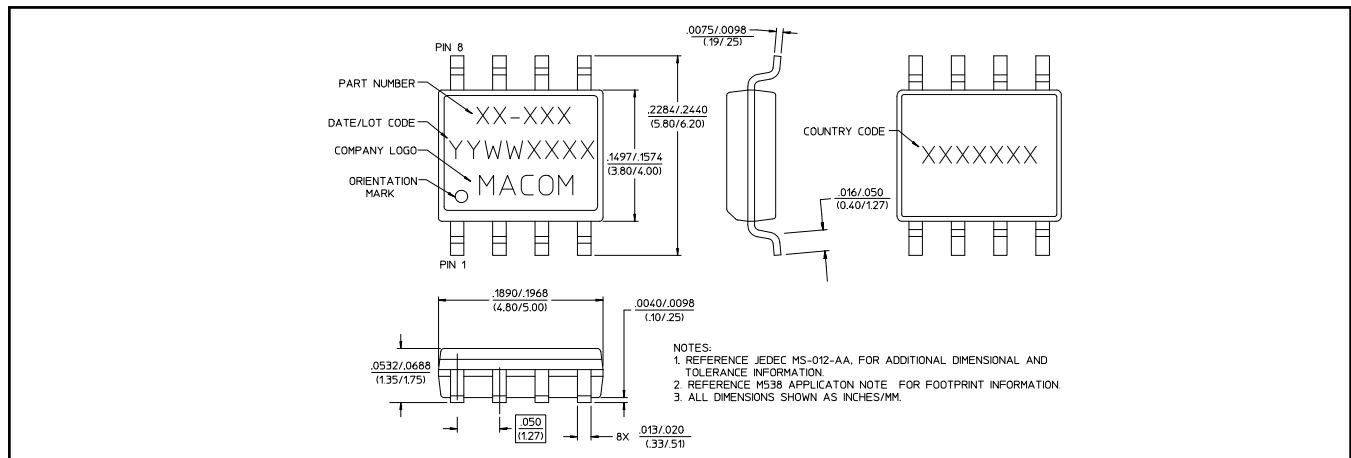 PIN 8
PART NUMBER
XX-XXX
DATE/LOT CODE
YYWWXXXX
COMPANY LOGO
MACOM
ORIENTATION
MARK
PIN 1
.1497/.1574
(3.80/4.00)
.2284/.2440
(5.80/6.20)
.0075/.0098
(.19/.25)
.016/.050
(0.40/1.27)
COUNTRY CODE
XXXXXXX
.1890/.1968
(4.80/5.00)
.0040/.0098
(.10/.25)
.0532/.0688
(1.35/1.75)
.050
(1.27)
8X .013/.020
(.33/.51)
NOTES:
1. REFERENCE JEDEC MS-012-AA, FOR ADDITIONAL DIMENSIONAL AND
TOLERANCE INFORMATION.
2. REFERENCE M538 APPLICATON NOTE FOR FOOTPRINT INFORMATION.
3. ALL DIMENSIONS SHOWN AS INCHES/MM.